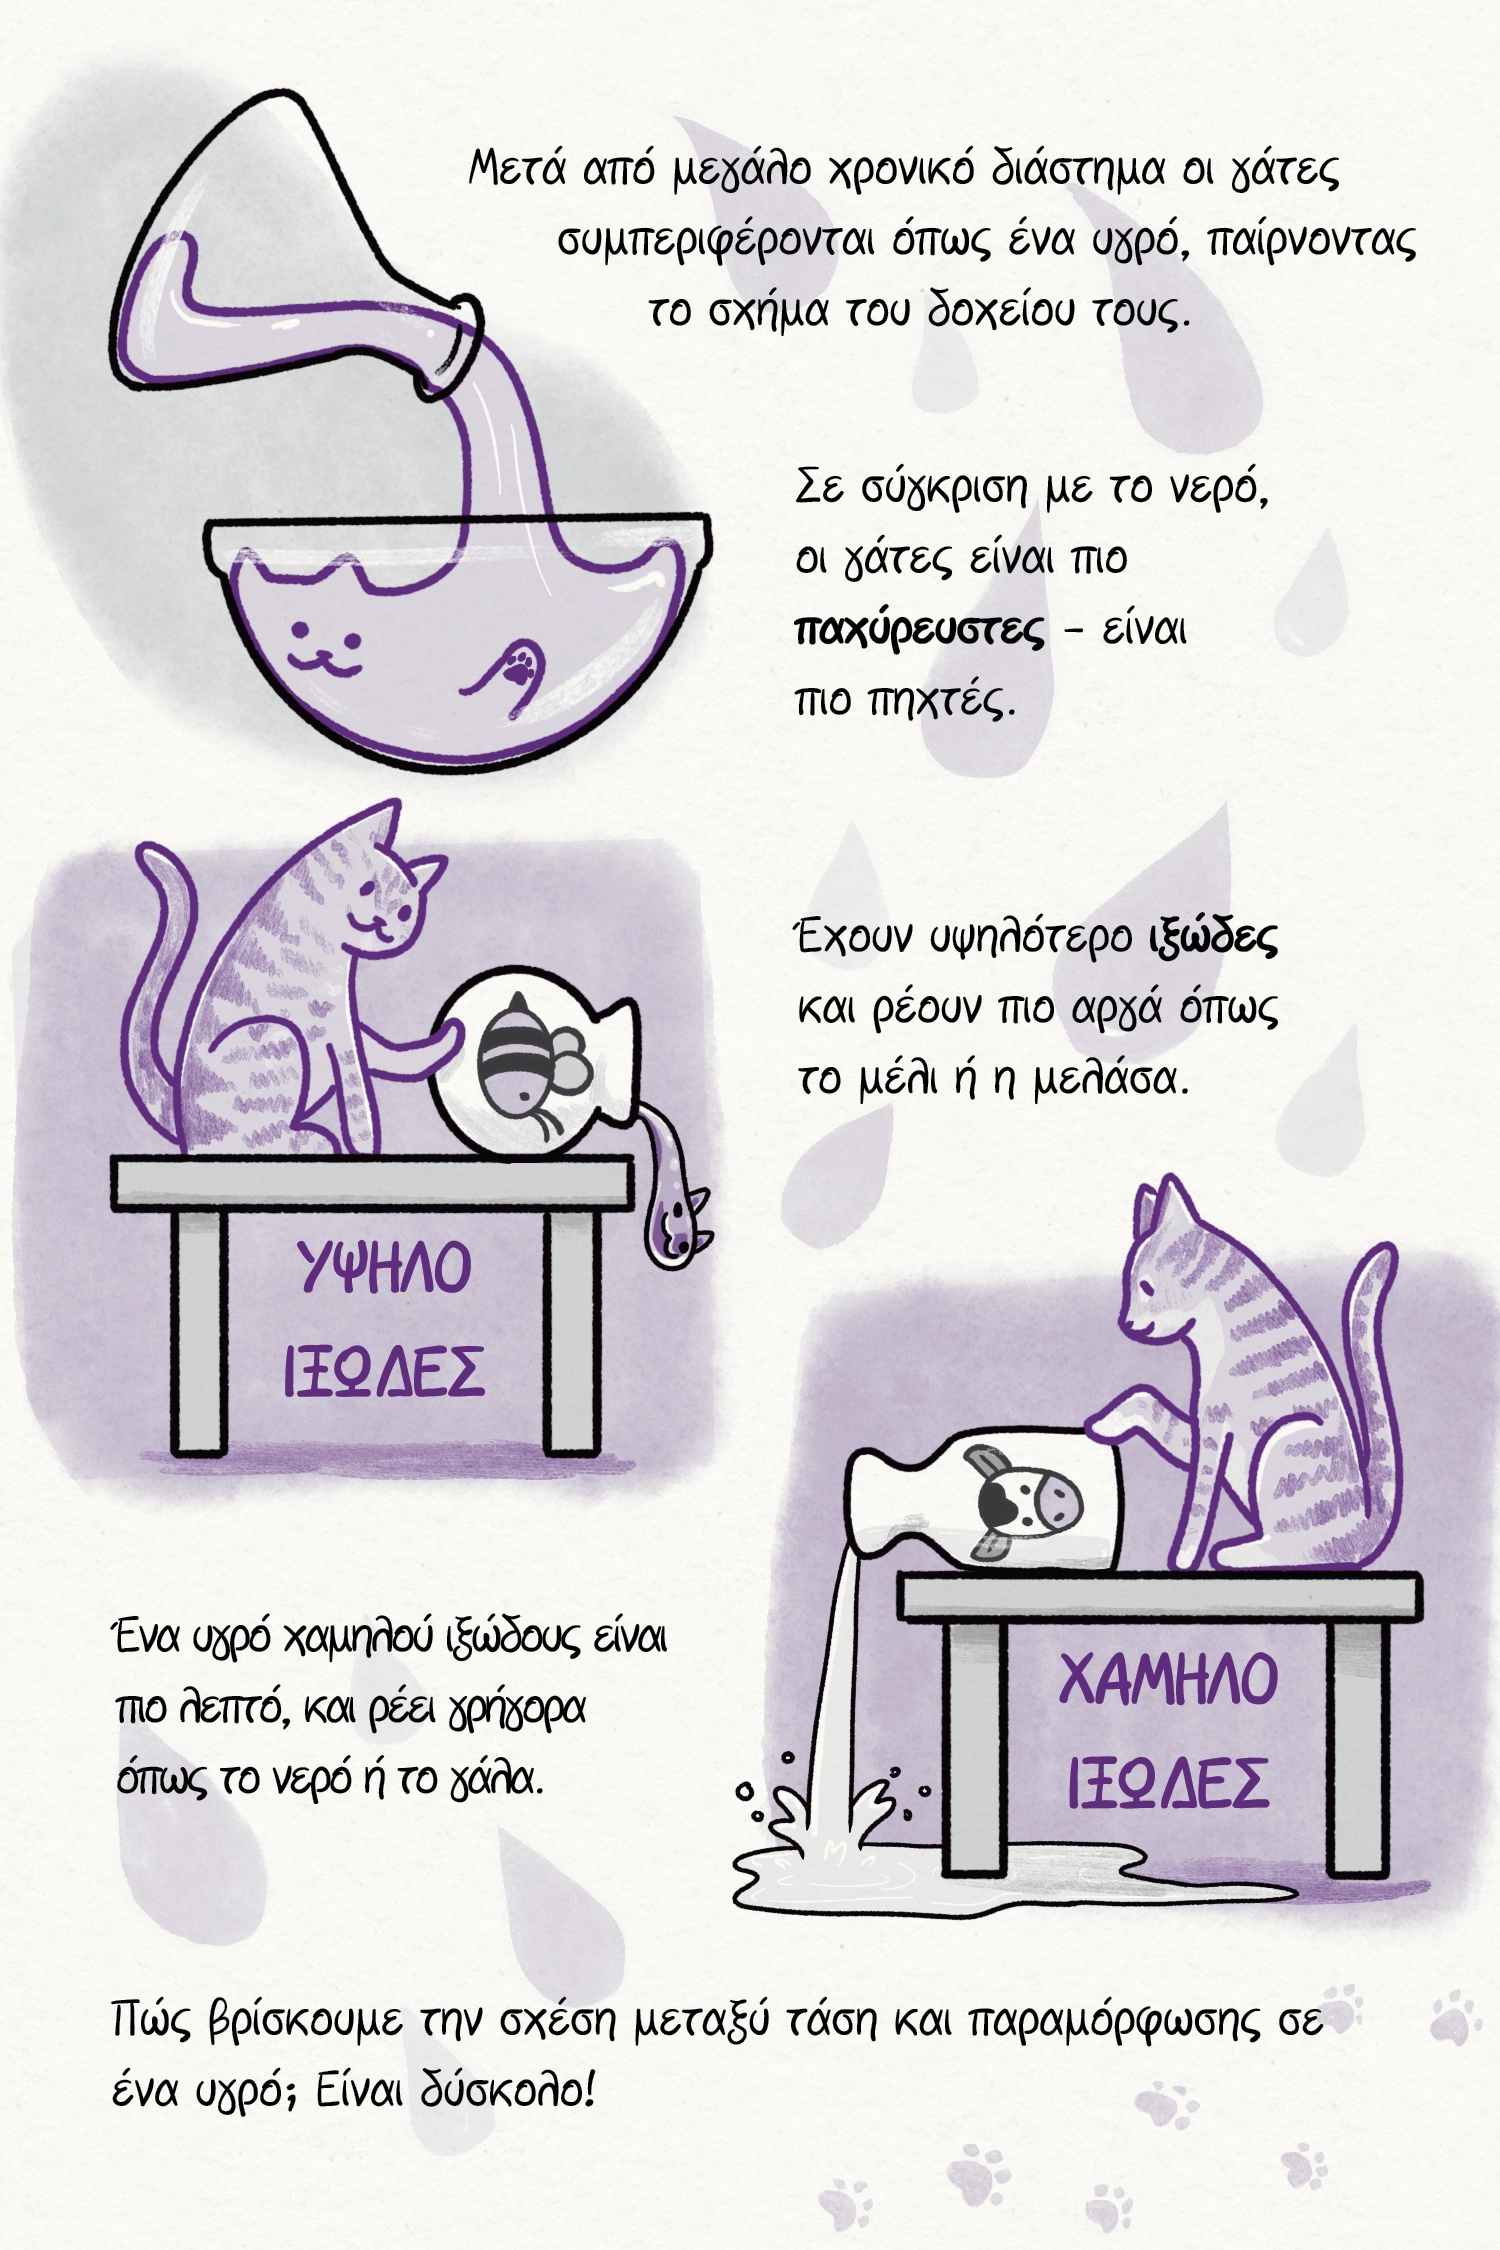 Μετά από μεγάλο χρονικό διάστημα οι γάτες
συμπεριφέρονται όπως ένα υγρό, παίρνοντας
το σχήμα του δοχείου τους.
Σε σύγκριση με το νερό,
οι γάτες είναι πιο
παχύρευστες – είναι
πιο πηχτές.
Έχουν υψηλότερο ιξώδες
και ρέουν πιο αργά όπως
το μέλι ή η μελάσα.
ΥΨΗΛΟ
ΙΞΩΔΕΣ
ΧΑΜΗΛΟ
ΙΞΩΔΕΣ
Ένα υγρό χαμηλού ιξώδους είναι
πιο λεπτό, και ρέει γρήγορα
όπως το νερό ή το γάλα.
Πώς βρίσκουμε την σχέση μεταξύ τάση και παραμόρφωσης σε
ένα υγρό; Είναι δύσκολο!